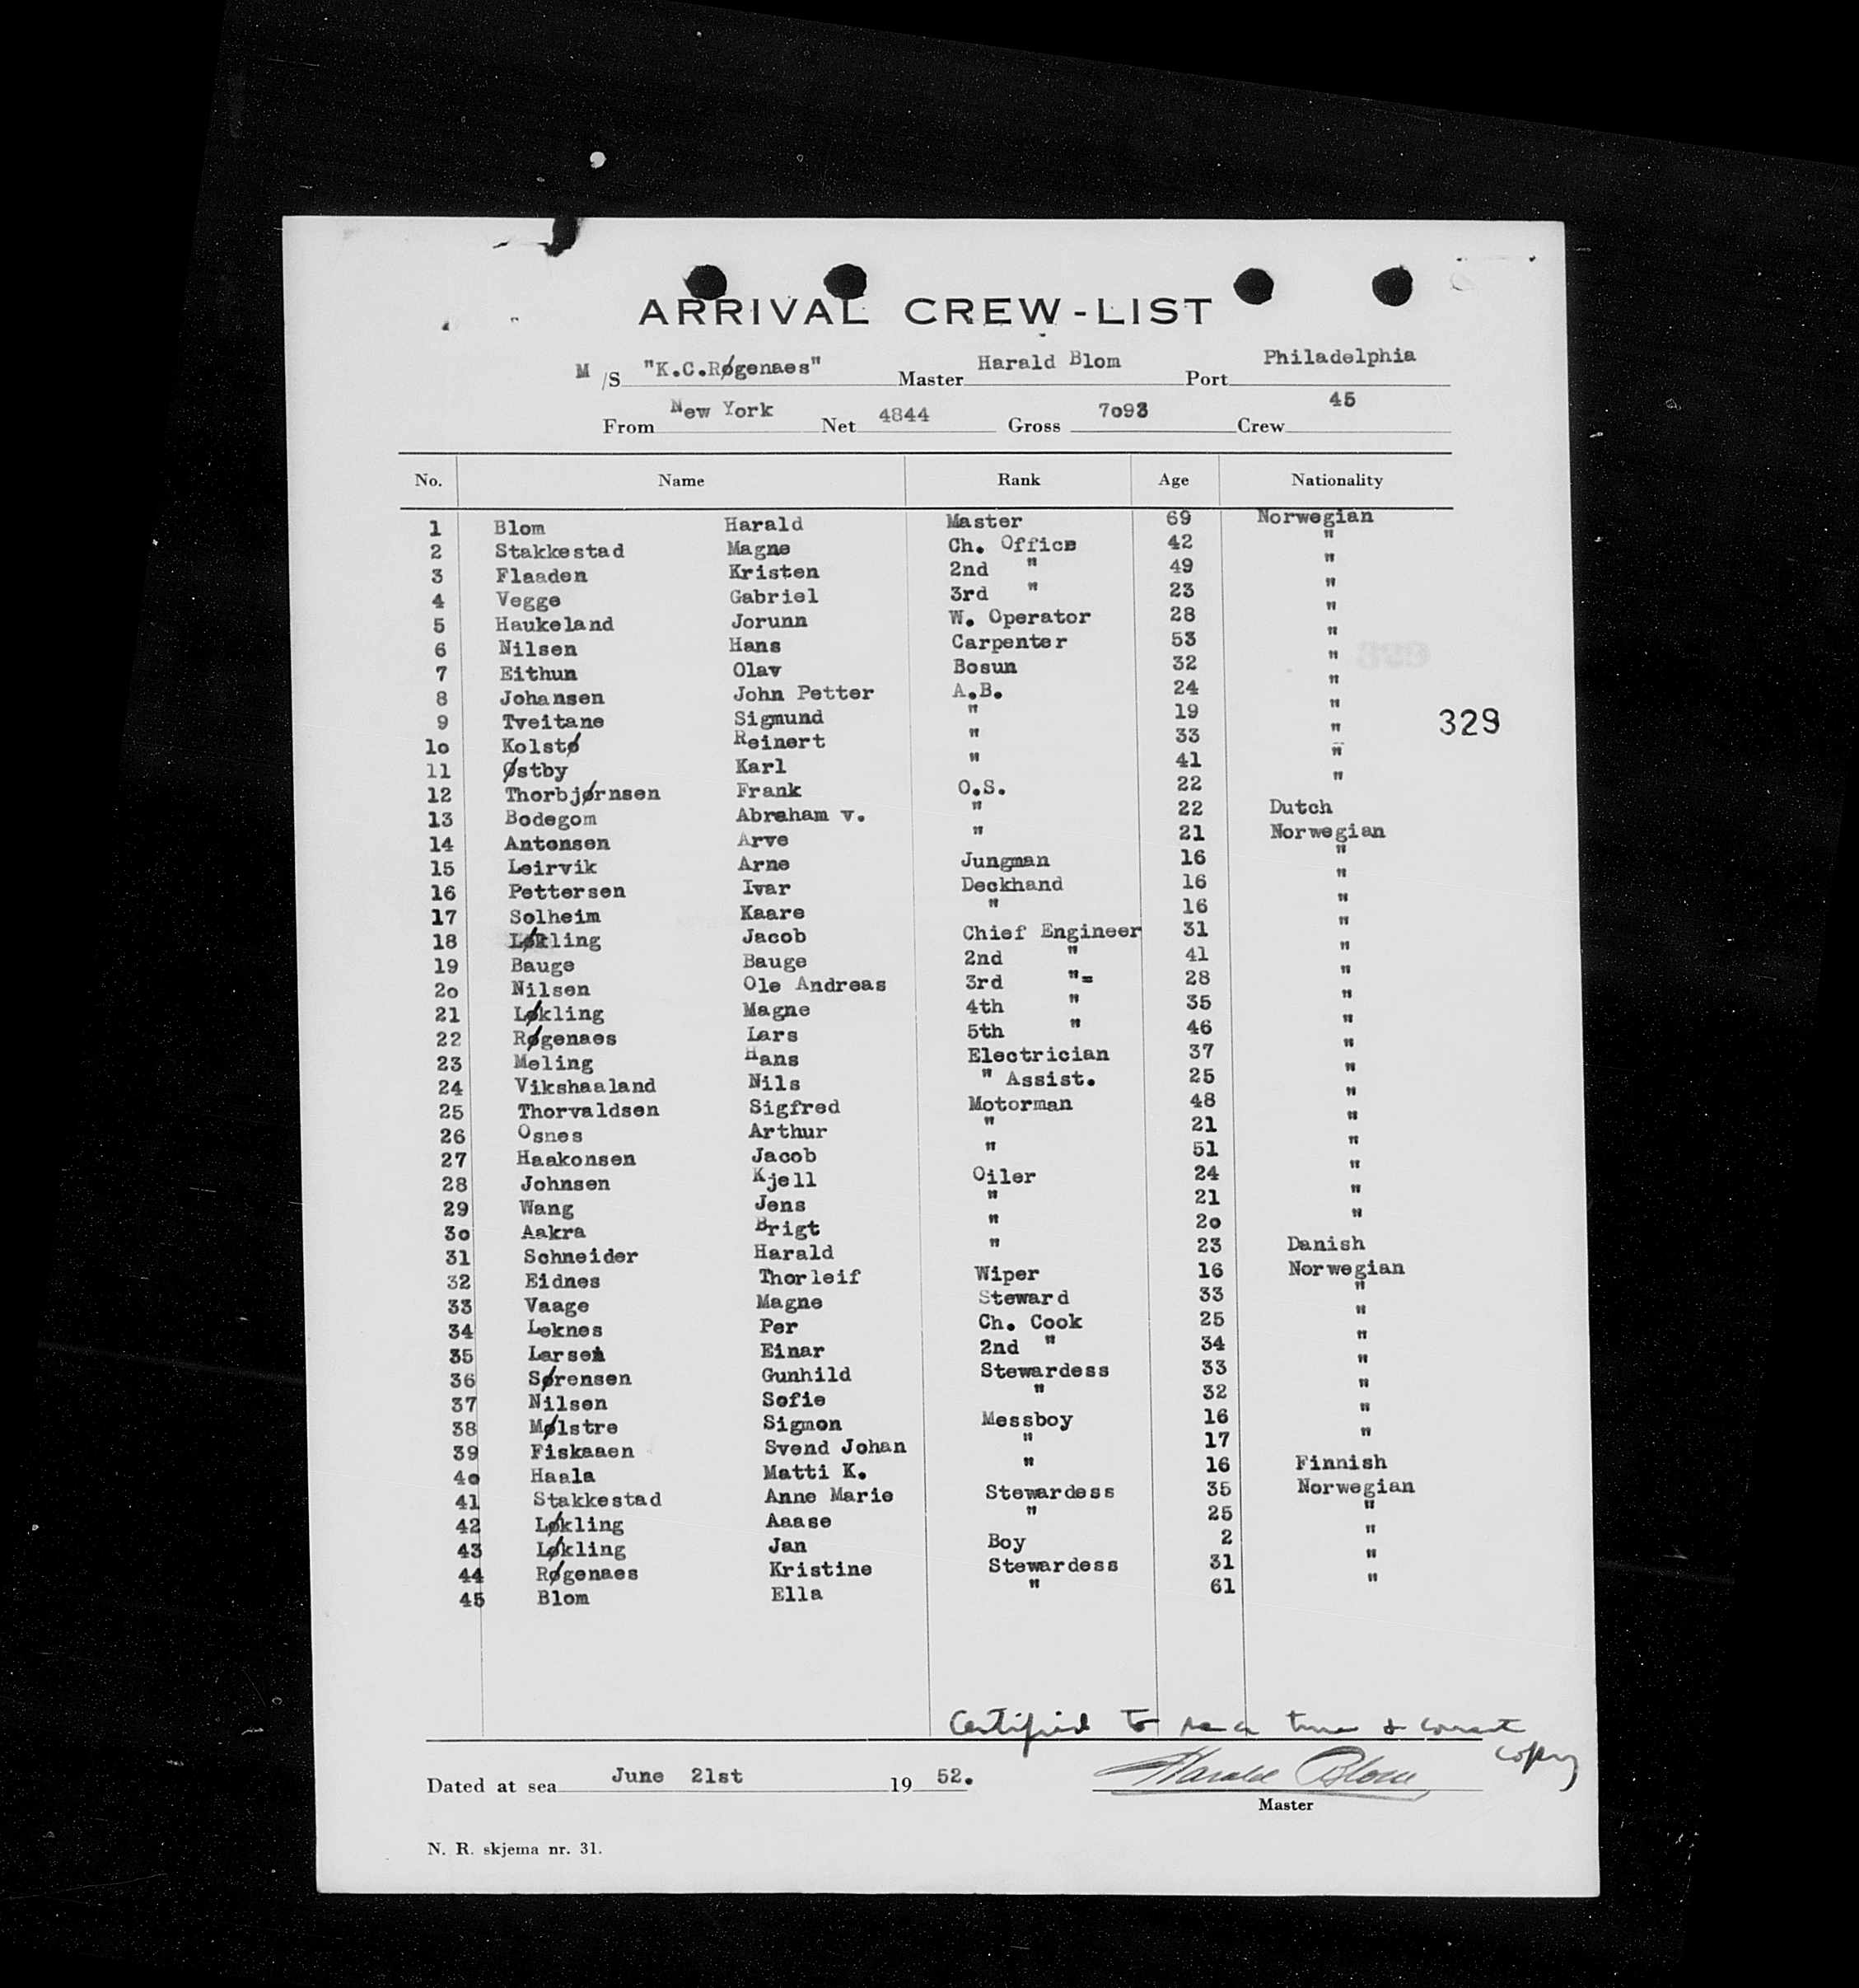 ARRIVAL CREW-LIST
M/S "K.C.Røgenaes" Master Harald Blom Port Philadelphia
From New York Net 4844 Gross 7093 Crew 45
No. Name Rank Age Nationality
1 Blom Harald Master 69 Norwegian
2 Stakkestad Magne Ch. Office 42 "
3 Flaaden Kristen 2nd " 49 "
4 Vegge Gabriel 3rd " 23 "
5 Haukeland Jorunn W. Operator 28 "
6 Nilsen Hans Carpenter 53 "
7 Eithun Olav Bosun 32 "
8 Johansen John Petter A.B. 24 "
9 Tveitane Sigmund " 19 "
1o Kolstø Reinert " 33 "
11 Østby Karl " 41 "
12 Thorbjørnsen Frank O.S. 22 "
13 Bodegom Abraham v. " 22 Dutch
14 Antonsen Arve " 21 Norwegian
15 Leirvik Arne Jungman 16 "
16 Pettersen Ivar Deckhand 16 "
17 Solheim Kaare " 16 "
18 Løkling Jacob Chief Engineer 31 "
19 Bauge Bauge 2nd " 41 "
2o Nilsen Ole Andreas 3rd "= 28 "
21 Løkling Magne 4th " 35 "
22 Røgenaes Lars 5th " 46 "
23 Meling Hans Electrician 37 "
24 Vikshaaland Nils " Assist. 25 "
25 Thorvaldsen Sigfred Motorman 48 "
26 Osnes Arthur " 21 "
27 Haakonsen Jacob " 51 "
28 Johnsen Kjell Oiler 24 "
29 Wang Jens " 21 "
3o Aakra Brigt " 2o "
31 Schneider Harald " 23 Danish
32 Eidnes Thorleif Wiper 16 Norwegian
33 Vaage Magne Steward 33 "
34 Leknes Per Ch. Cook 25 "
35 Larsen Einar 2nd " 34 "
36 Sørensen Gunhild Stewardess 33 "
37 Nilsen Sofie " 32 "
38 Mølstre Sigmon Messboy 16 "
39 Fiskaaen Svend Johan " 17 "
4o Haala Matti K. " 16 Finnish
41 Stakkestad Anne Marie Stewardess 35 Norwegian
42 Løkling Aaase " 25 "
43 Løkling Jan Boy 2 "
44 Røgenaes Kristine Stewardess 31 "
45 Blom Ella " 61 "
329
Certified to be a true & correct
copy
Dated at sea June 21st 19 52. Harald Blom
Master
N. R. skjema nr. 31.